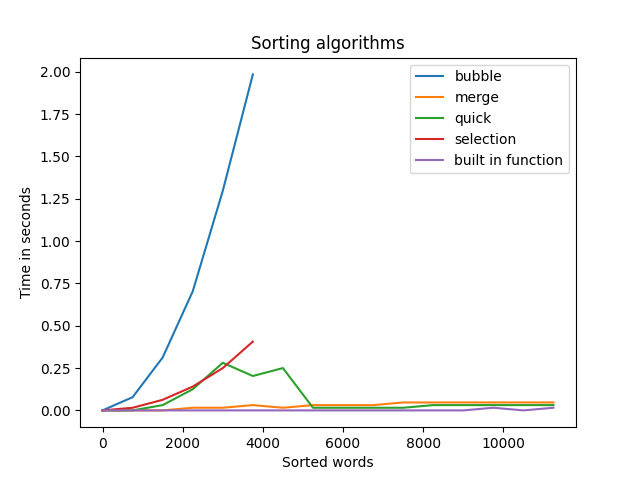 Sorting algorithms
Time in seconds
2.00
1.75
1.50
1.25
1.00
0.75
0.50
0.25
0.00
bubble
merge
quick
selection
built in function
0 2000 4000 6000 8000 10000
Sorted words